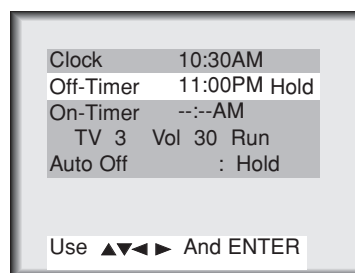 Clock 10:30AM
Off-Timer 11:00PM Hold
On-Timer --:--AM
TV 3 Vol 30 Run
Auto Off : Hold
Use ▲▼◄ ► And ENTER